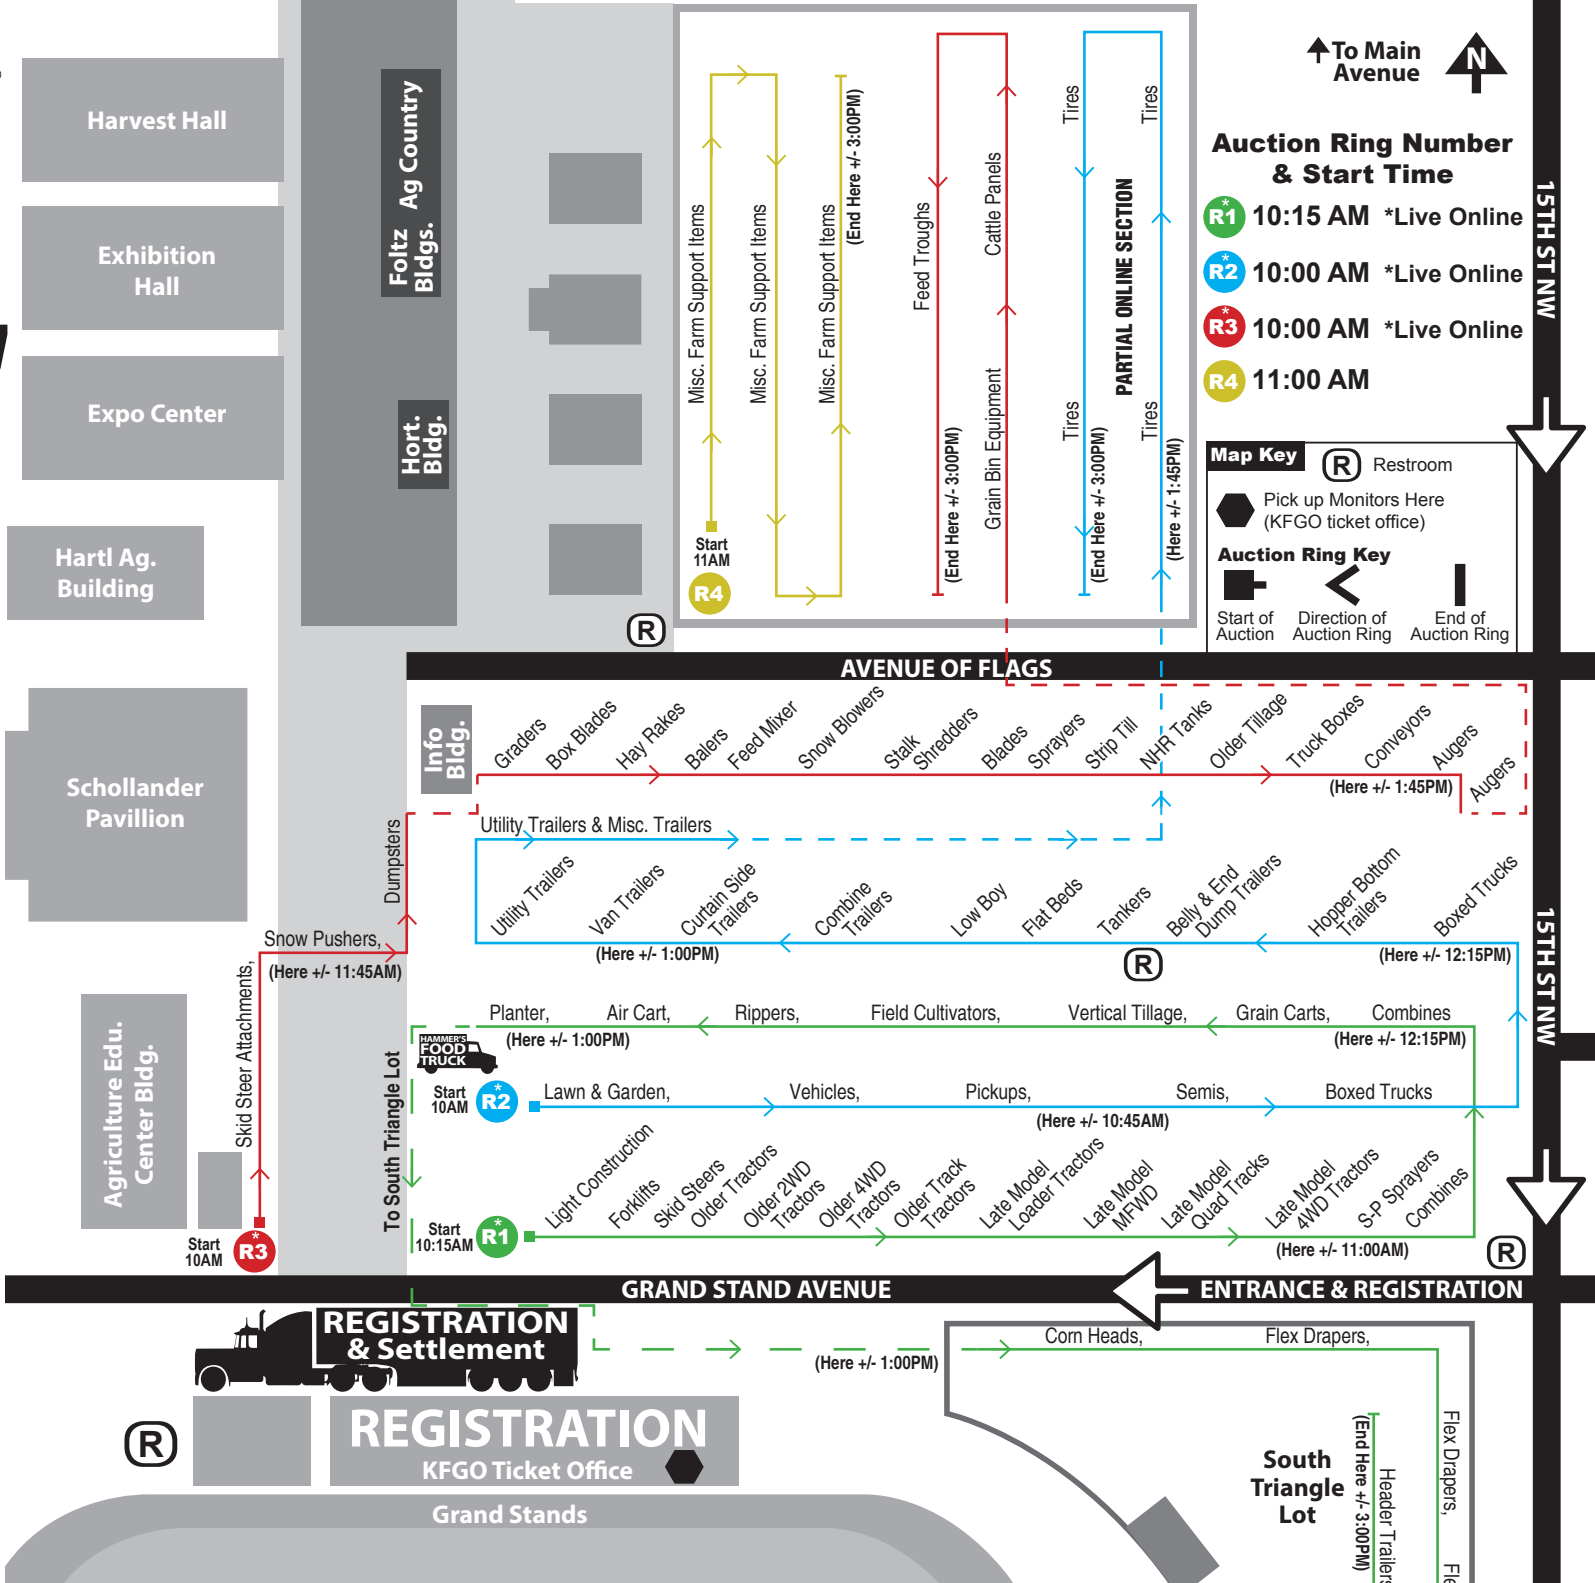 Harvest Hall
Exhibition
Hall
Expo Center
Hartl Ag.
Building
Schollander
Pavillion
Agriculture Edu.
Center Bldg.
Ag Country
Foltz
Bldgs.
Hort.
Bldg.
Info
Bldg.
Misc. Farm Support Items
Misc. Farm Support Items
Misc. Farm Support Items
(End Here +/- 3:00PM)
Start
11AM
R4
Feed Troughs
(End Here +/- 3:00PM)
Cattle Panels
Grain Bin Equipment
Tires
Tires
(End Here +/- 3:00PM)
PARTIAL ONLINE SECTION
Tires
Tires
(Here +/- 1:45PM)
To Main
Avenue
N
Auction Ring Number
& Start Time
R1* 10:15 AM *Live Online
R2* 10:00 AM *Live Online
R3* 10:00 AM *Live Online
R4 11:00 AM
15TH ST NW
Map Key
R Restroom
Pick up Monitors Here
(KFGO ticket office)
Auction Ring Key
Start of
Auction
Direction of
Auction Ring
End of
Auction Ring
R
AVENUE OF FLAGS
Graders
Box Blades
Hay Rakes
Balers
Feed Mixer
Snow Blowers
Stalk
Shredders
Blades
Sprayers
Strip Till
NHR Tanks
Older Tillage
Truck Boxes
Conveyors
Augers
Augers
(Here +/- 1:45PM)
Dumpsters
Utility Trailers & Misc. Trailers
Utility Trailers
Van Trailers
Curtain Side
Trailers
Combine
Trailers
Low Boy
Flat Beds
Tankers
Belly & End
Dump Trailers
Hopper Bottom
Trailers
Boxed Trucks
(Here +/- 1:00PM)
R
(Here +/- 12:15PM)
15TH ST NW
Snow Pushers,
(Here +/- 11:45AM)
Skid Steer Attachments,
Start
10AM
R3*
Planter,
Air Cart,
Rippers,
Field Cultivators,
Vertical Tillage,
Grain Carts,
Combines
(Here +/- 1:00PM)
(Here +/- 12:15PM)
HAMMER'S
FOOD
TRUCK
To South Triangle Lot
Start
10AM
R2*
Lawn & Garden,
Vehicles,
Pickups,
Semis,
Boxed Trucks
(Here +/- 10:45AM)
Start
10:15AM
R1*
Light Construction
Forklifts
Skid Steers
Older Tractors
Older 2WD
Tractors
Older 4WD
Tractors
Older Track
Tractors
Late Model
Loader Tractors
Late Model
MFWD
Late Model
Quad Tracks
Late Model
4WD Tractors
S-P Sprayers
Combines
(Here +/- 11:00AM)
R
GRAND STAND AVENUE
ENTRANCE & REGISTRATION
REGISTRATION
& Settlement
(Here +/- 1:00PM)
Corn Heads,
Flex Drapers,
Flex Drapers,
R
REGISTRATION
KFGO Ticket Office
Grand Stands
South
Triangle
Lot
(End Here +/- 3:00PM)
Header Trailers